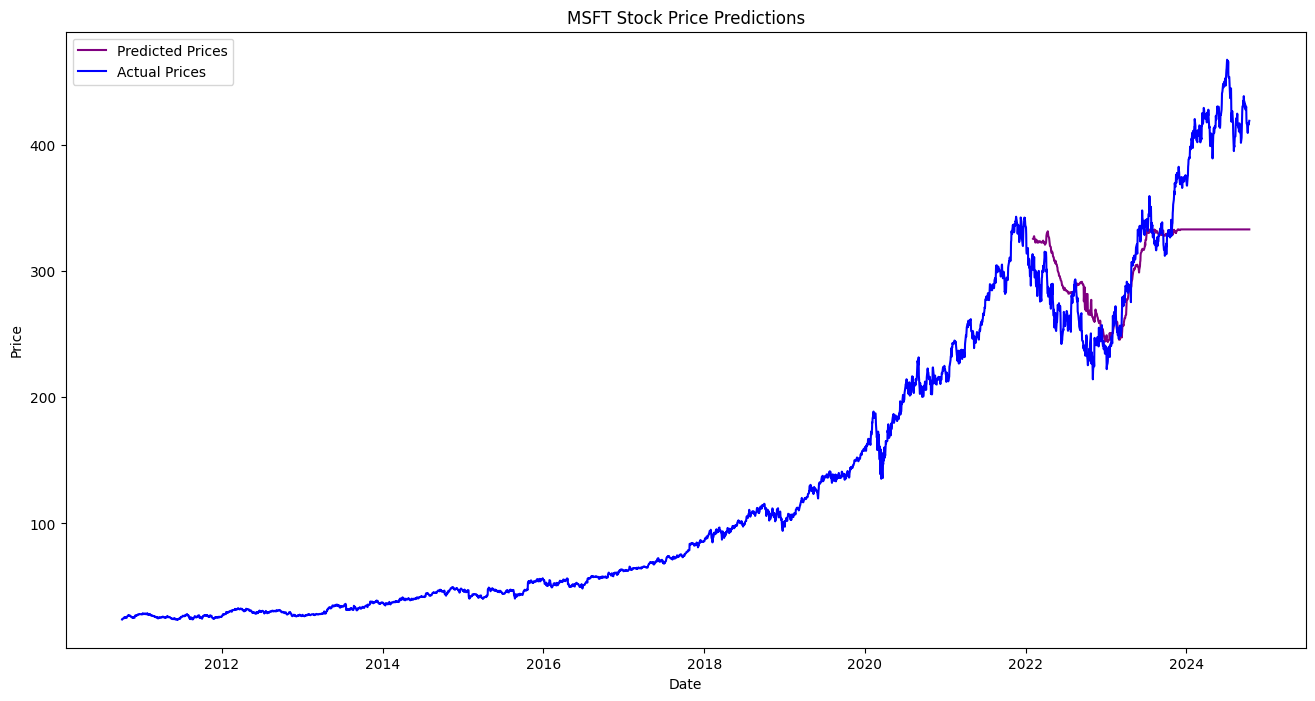 MSFT Stock Price Predictions
Predicted Prices
Actual Prices
Price
400
300
200
100
2012
2014
2016
2018
2020
2022
2024
Date